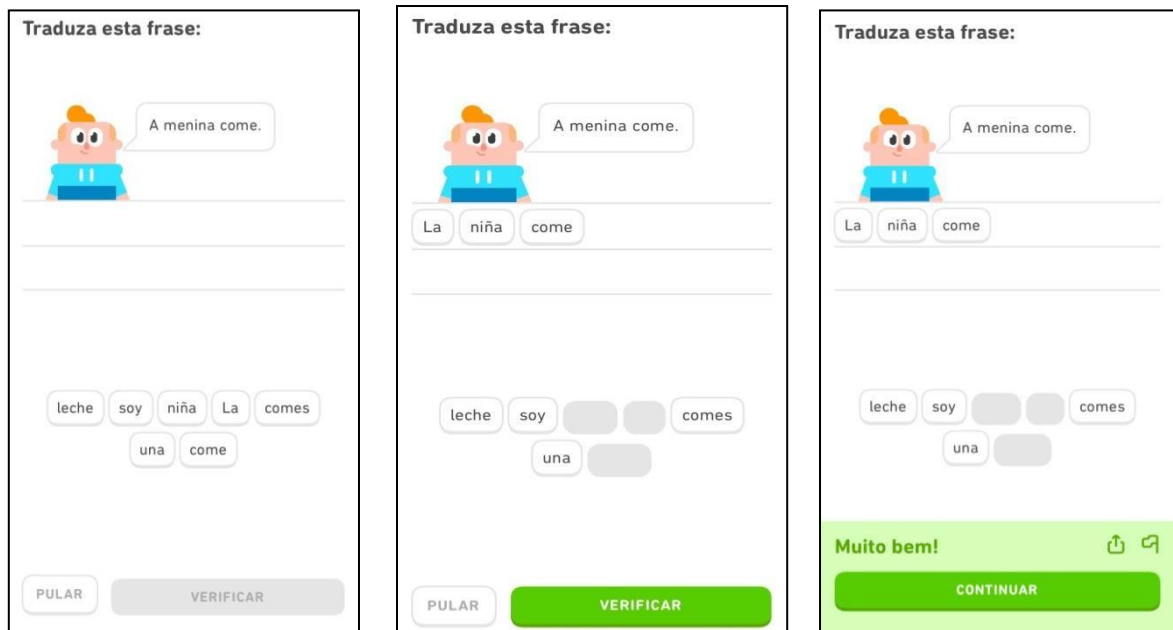 Traduza esta frase:
A menina come.
leche soy niña La comes
una come
PULAR VERIFICAR
Traduza esta frase:
A menina come.
La niña come
leche soy comes
una
PULAR VERIFICAR
Traduza esta frase:
A menina come.
La niña come
leche soy comes
una
Muito bem!
CONTINUAR